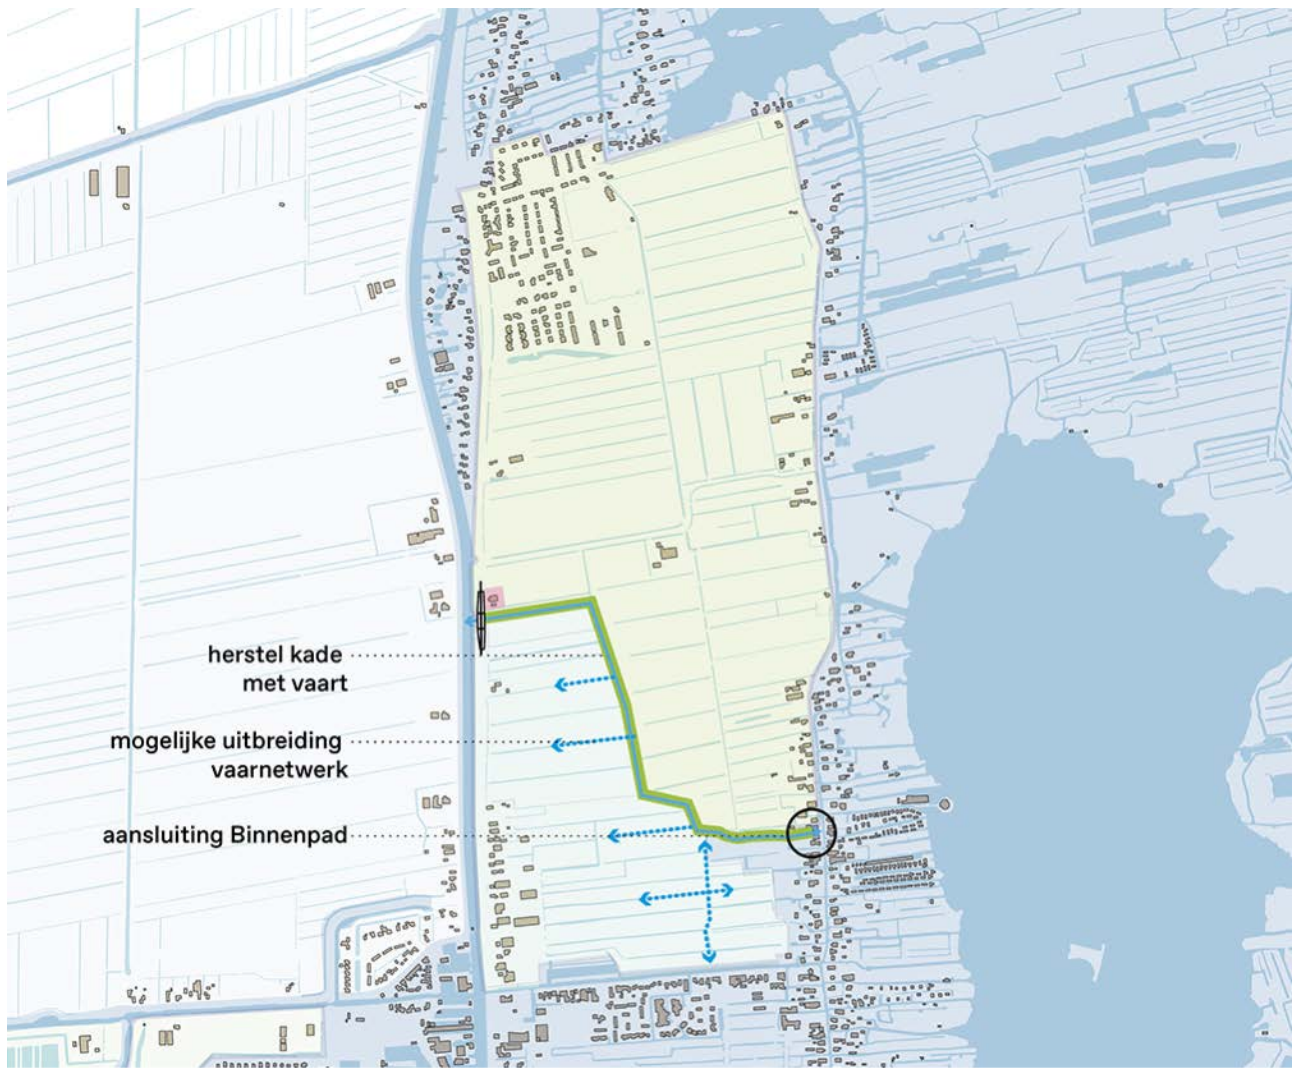 herstel kade
met vaart
mogelijke uitbreiding
vaarnetwerk
aansluiting Binnenpad